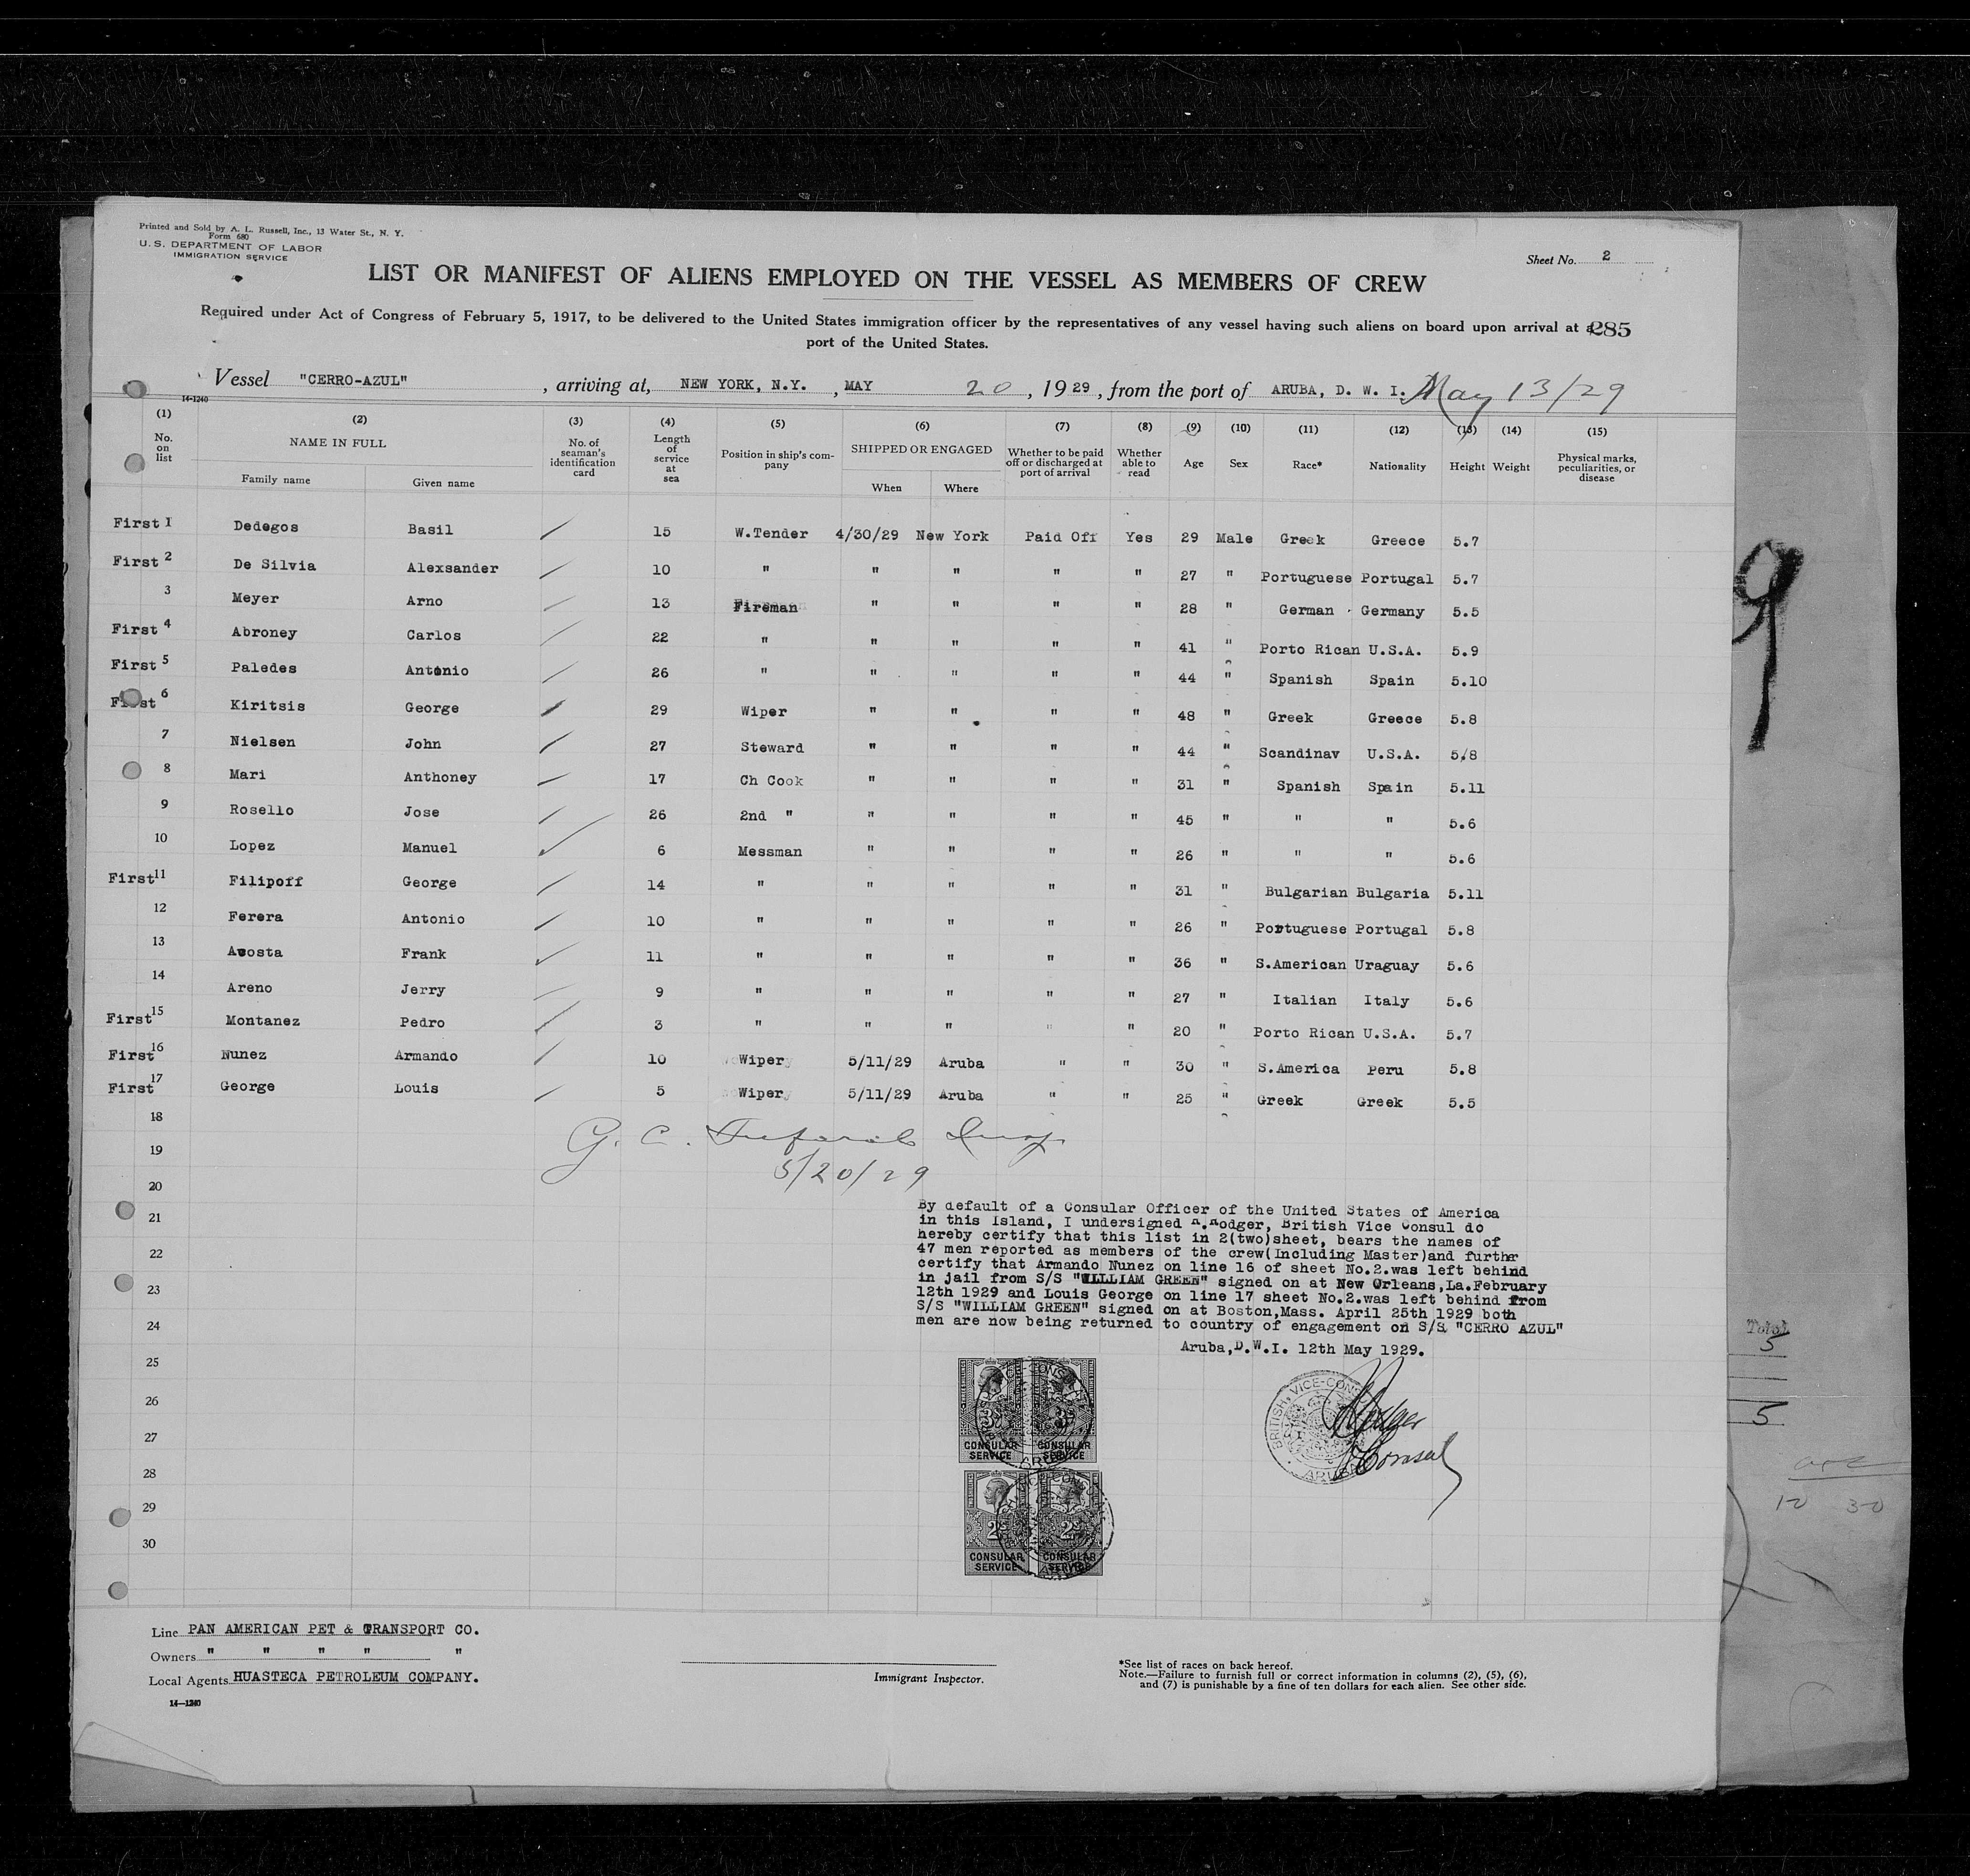 Printed and Sold by A. L. Russell, Inc., 13 Water St., N. Y.
Form 680
U. S. DEPARTMENT OF LABOR
IMMIGRATION SERVICE
Sheet No. 2
LIST OR MANIFEST OF ALIENS EMPLOYED ON THE VESSEL AS MEMBERS OF CREW
Required under Act of Congress of February 5, 1917, to be delivered to the United States immigration officer by the representatives of any vessel having such aliens on board upon arrival at a 285
port of the United States.
Vessel "CERRO-AZUL", arriving at, NEW YORK, N.Y., MAY 20, 1929, from the port of ARUBA, D. W. I. May 13/29
14-1240
(1) (2) (3) (4) (5) (6) (7) (8) (9) (10) (11) (12) (13) (14) (15)
No. on list NAME IN FULL Family name Given name No. of seaman's identification card Length of service at sea Position in ship's company SHIPPED OR ENGAGED When Where Whether to be paid off or discharged at port of arrival Whether able to read Age Sex Race* Nationality Height Weight Physical marks, peculiarities, or disease
First 1 Dedegos Basil 15 W.Tender 4/30/29 New York Paid Off Yes 29 Male Greek Greece 5.7
First 2 De Silvia Alexsander 10 " " " " " 27 " Portuguese Portugal 5.7
3 Meyer Arno 13 Fireman " " " " 28 " German Germany 5.5
First 4 Abroney Carlos 22 " " " " " 41 " Porto Rican U.S.A. 5.9
First 5 Paledes Antonio 26 " " " " " 44 " Spanish Spain 5.10
First 6 Kiritsis George 29 Wiper " " " " 48 " Greek Greece 5.8
7 Nielsen John 27 Steward " " " " 44 " Scandinav U.S.A. 5/8
8 Mari Anthoney 17 Ch Cook " " " " 31 " Spanish Spain 5.11
9 Rosello Jose 26 2nd " " " " " 45 " " " 5.6
10 Lopez Manuel 6 Messman " " " " 26 " " " 5.6
First 11 Filipoff George 14 " " " " " 31 " Bulgarian Bulgaria 5.11
12 Ferera Antonio 10 " " " " " 26 " Portuguese Portugal 5.8
13 Acosta Frank 11 " " " " " 36 " S.American Uraguay 5.6
14 Areno Jerry 9 " " " " " 27 " Italian Italy 5.6
First 15 Montanez Pedro 3 " " " " " 20 " Porto Rican U.S.A. 5.7
First 16 Nunez Armando 10 Wiper 5/11/29 Aruba " " 30 " S.America Peru 5.8
First 17 George Louis 5 Wiper 5/11/29 Aruba " " 25 " Greek Greek 5.5
18
G. C.
19
5/20/29
20
21
22
23
24
25
26
27
28
29
30
By default of a Consular Officer of the United States of America
in this Island, I undersigned R.Rodger, British Vice Consul do
hereby certify that this list in 2(two)sheet, bears the names of
47 men reported as members of the crew(Including Master)and further
certify that Armando Nunez on line 16 of sheet No.2.was left behind
in jail from S/S "WILLIAM GREEN" signed on at New Orleans,La.February
12th 1929 and Louis George on line 17 sheet No.2.was left behind from
S/S "WILLIAM GREEN" signed on at Boston,Mass. April 25th 1929 both
men are now being returned to country of engagement on S/S "CERRO AZUL"
Aruba,D.W.I. 12th May 1929.
3s 3s
CONSULAR SERVICE CONSULAR SERVICE
2s 2s
CONSULAR SERVICE CONSULAR SERVICE
BRITISH VICE-CONS
ARUBA
Consul
Total
5
5
10 30
Line PAN AMERICAN PET & TRANSPORT CO.
Owners " " " " "
Local Agents HUASTECA PETROLEUM COMPANY.
14-1240
Immigrant Inspector.
*See list of races on back hereof.
Note.—Failure to furnish full or correct information in columns (2), (5), (6),
and (7) is punishable by a fine of ten dollars for each alien. See other side.